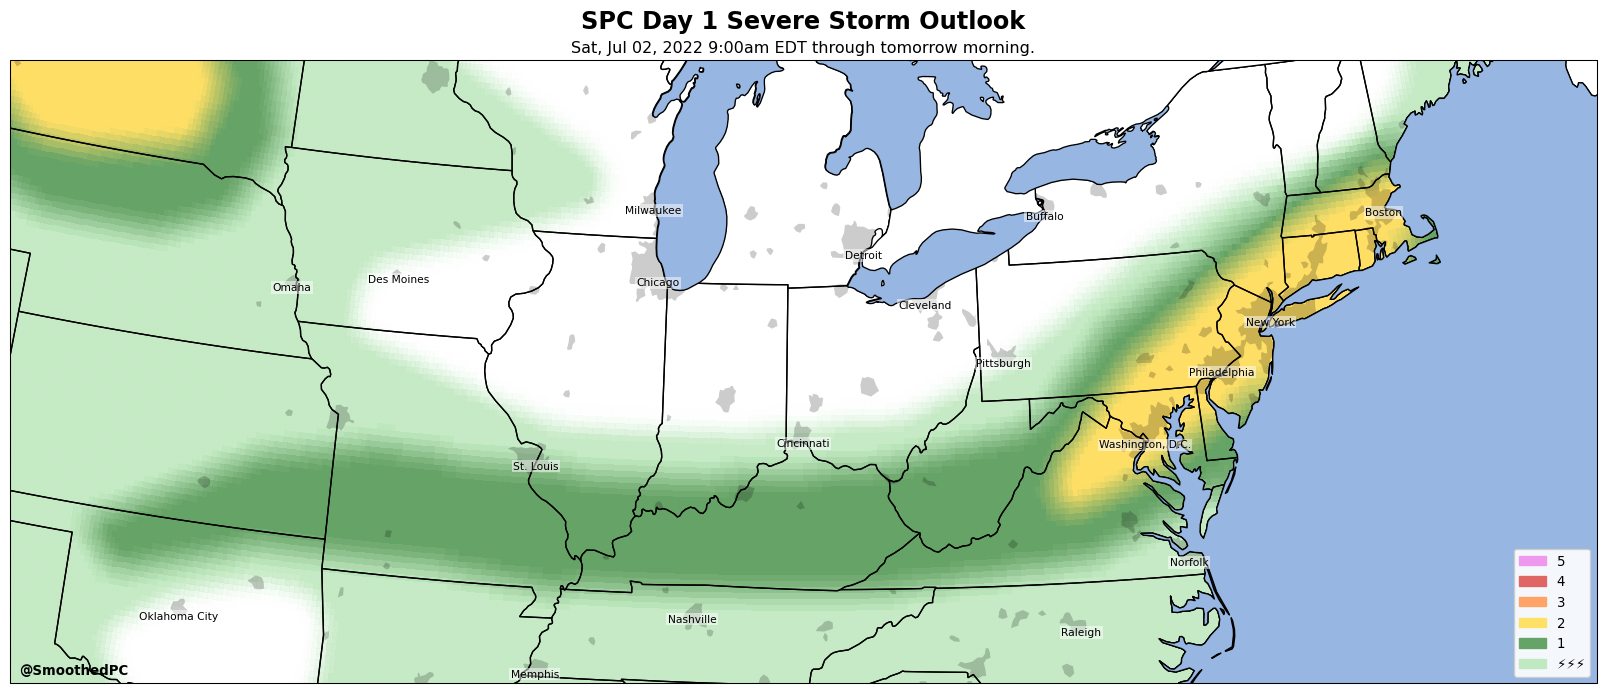 SPC Day 1 Severe Storm Outlook
Sat, Jul 02, 2022 9:00am EDT through tomorrow morning.
Milwaukee
Buffalo
Boston
Detroit
Des Moines
Chicago
Omaha
Cleveland
New York
Pittsburgh
Philadelphia
Cincinnati
Washington, D.C.
St. Louis
Norfolk
Oklahoma City
Nashville
Raleigh
Memphis
@SmoothedPC
5
4
3
2
1
⚡⚡⚡